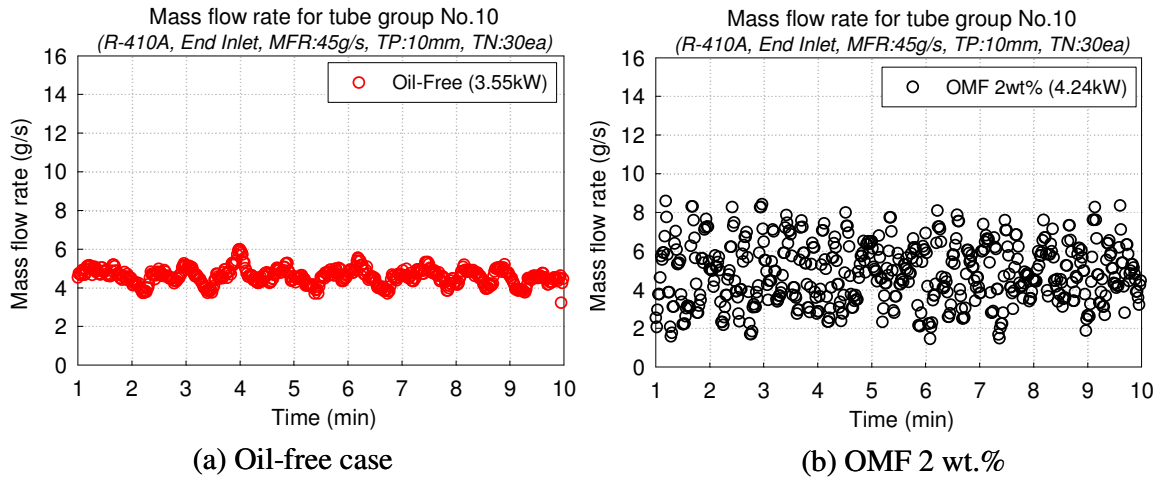 Mass flow rate for tube group No.10
(R-410A, End Inlet, MFR:45g/s, TP:10mm, TN:30ea)
Oil-Free (3.55kW)
Mass flow rate (g/s)
16
14
12
10
8
6
4
2
0
1 2 3 4 5 6 7 8 9 10
Time (min)
(a) Oil-free case
Mass flow rate for tube group No.10
(R-410A, End Inlet, MFR:45g/s, TP:10mm, TN:30ea)
OMF 2wt% (4.24kW)
Mass flow rate (g/s)
16
14
12
10
8
6
4
2
0
1 2 3 4 5 6 7 8 9 10
Time (min)
(b) OMF 2 wt.%